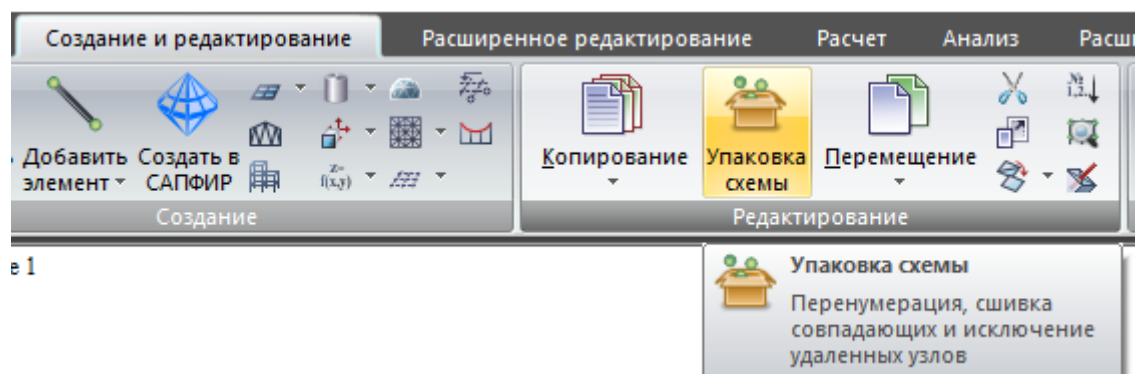 Создание и редактирование Расширенное редактирование Расчет Анализ
Добавить Создать в Копирование Упаковка Перемещение
элемент САПФИР схемы
Создание Редактирование
е 1
Упаковка схемы
Перенумерация, сшивка
совпадающих и исключение
удаленных узлов